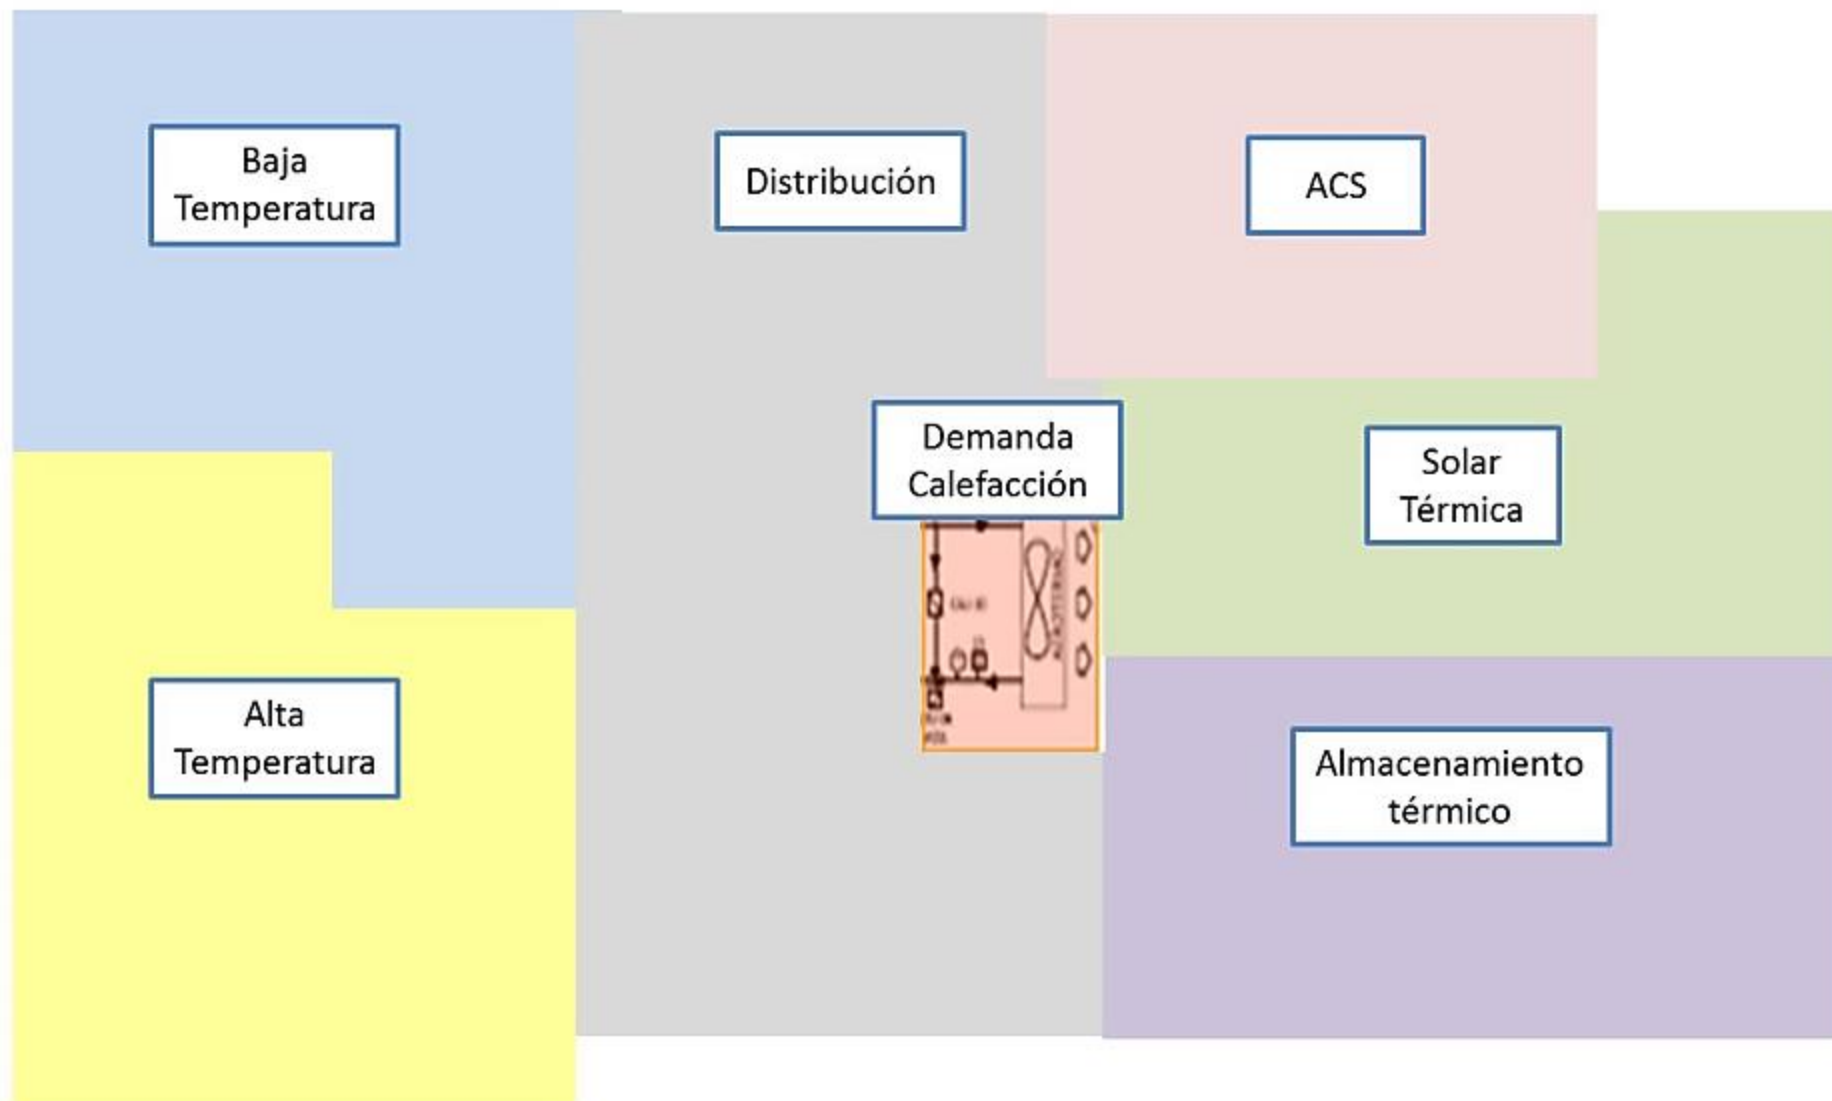 Baja
Temperatura
Distribución
ACS
Demanda
Calefacción
Solar
Térmica
Alta
Temperatura
Almacenamiento
térmico